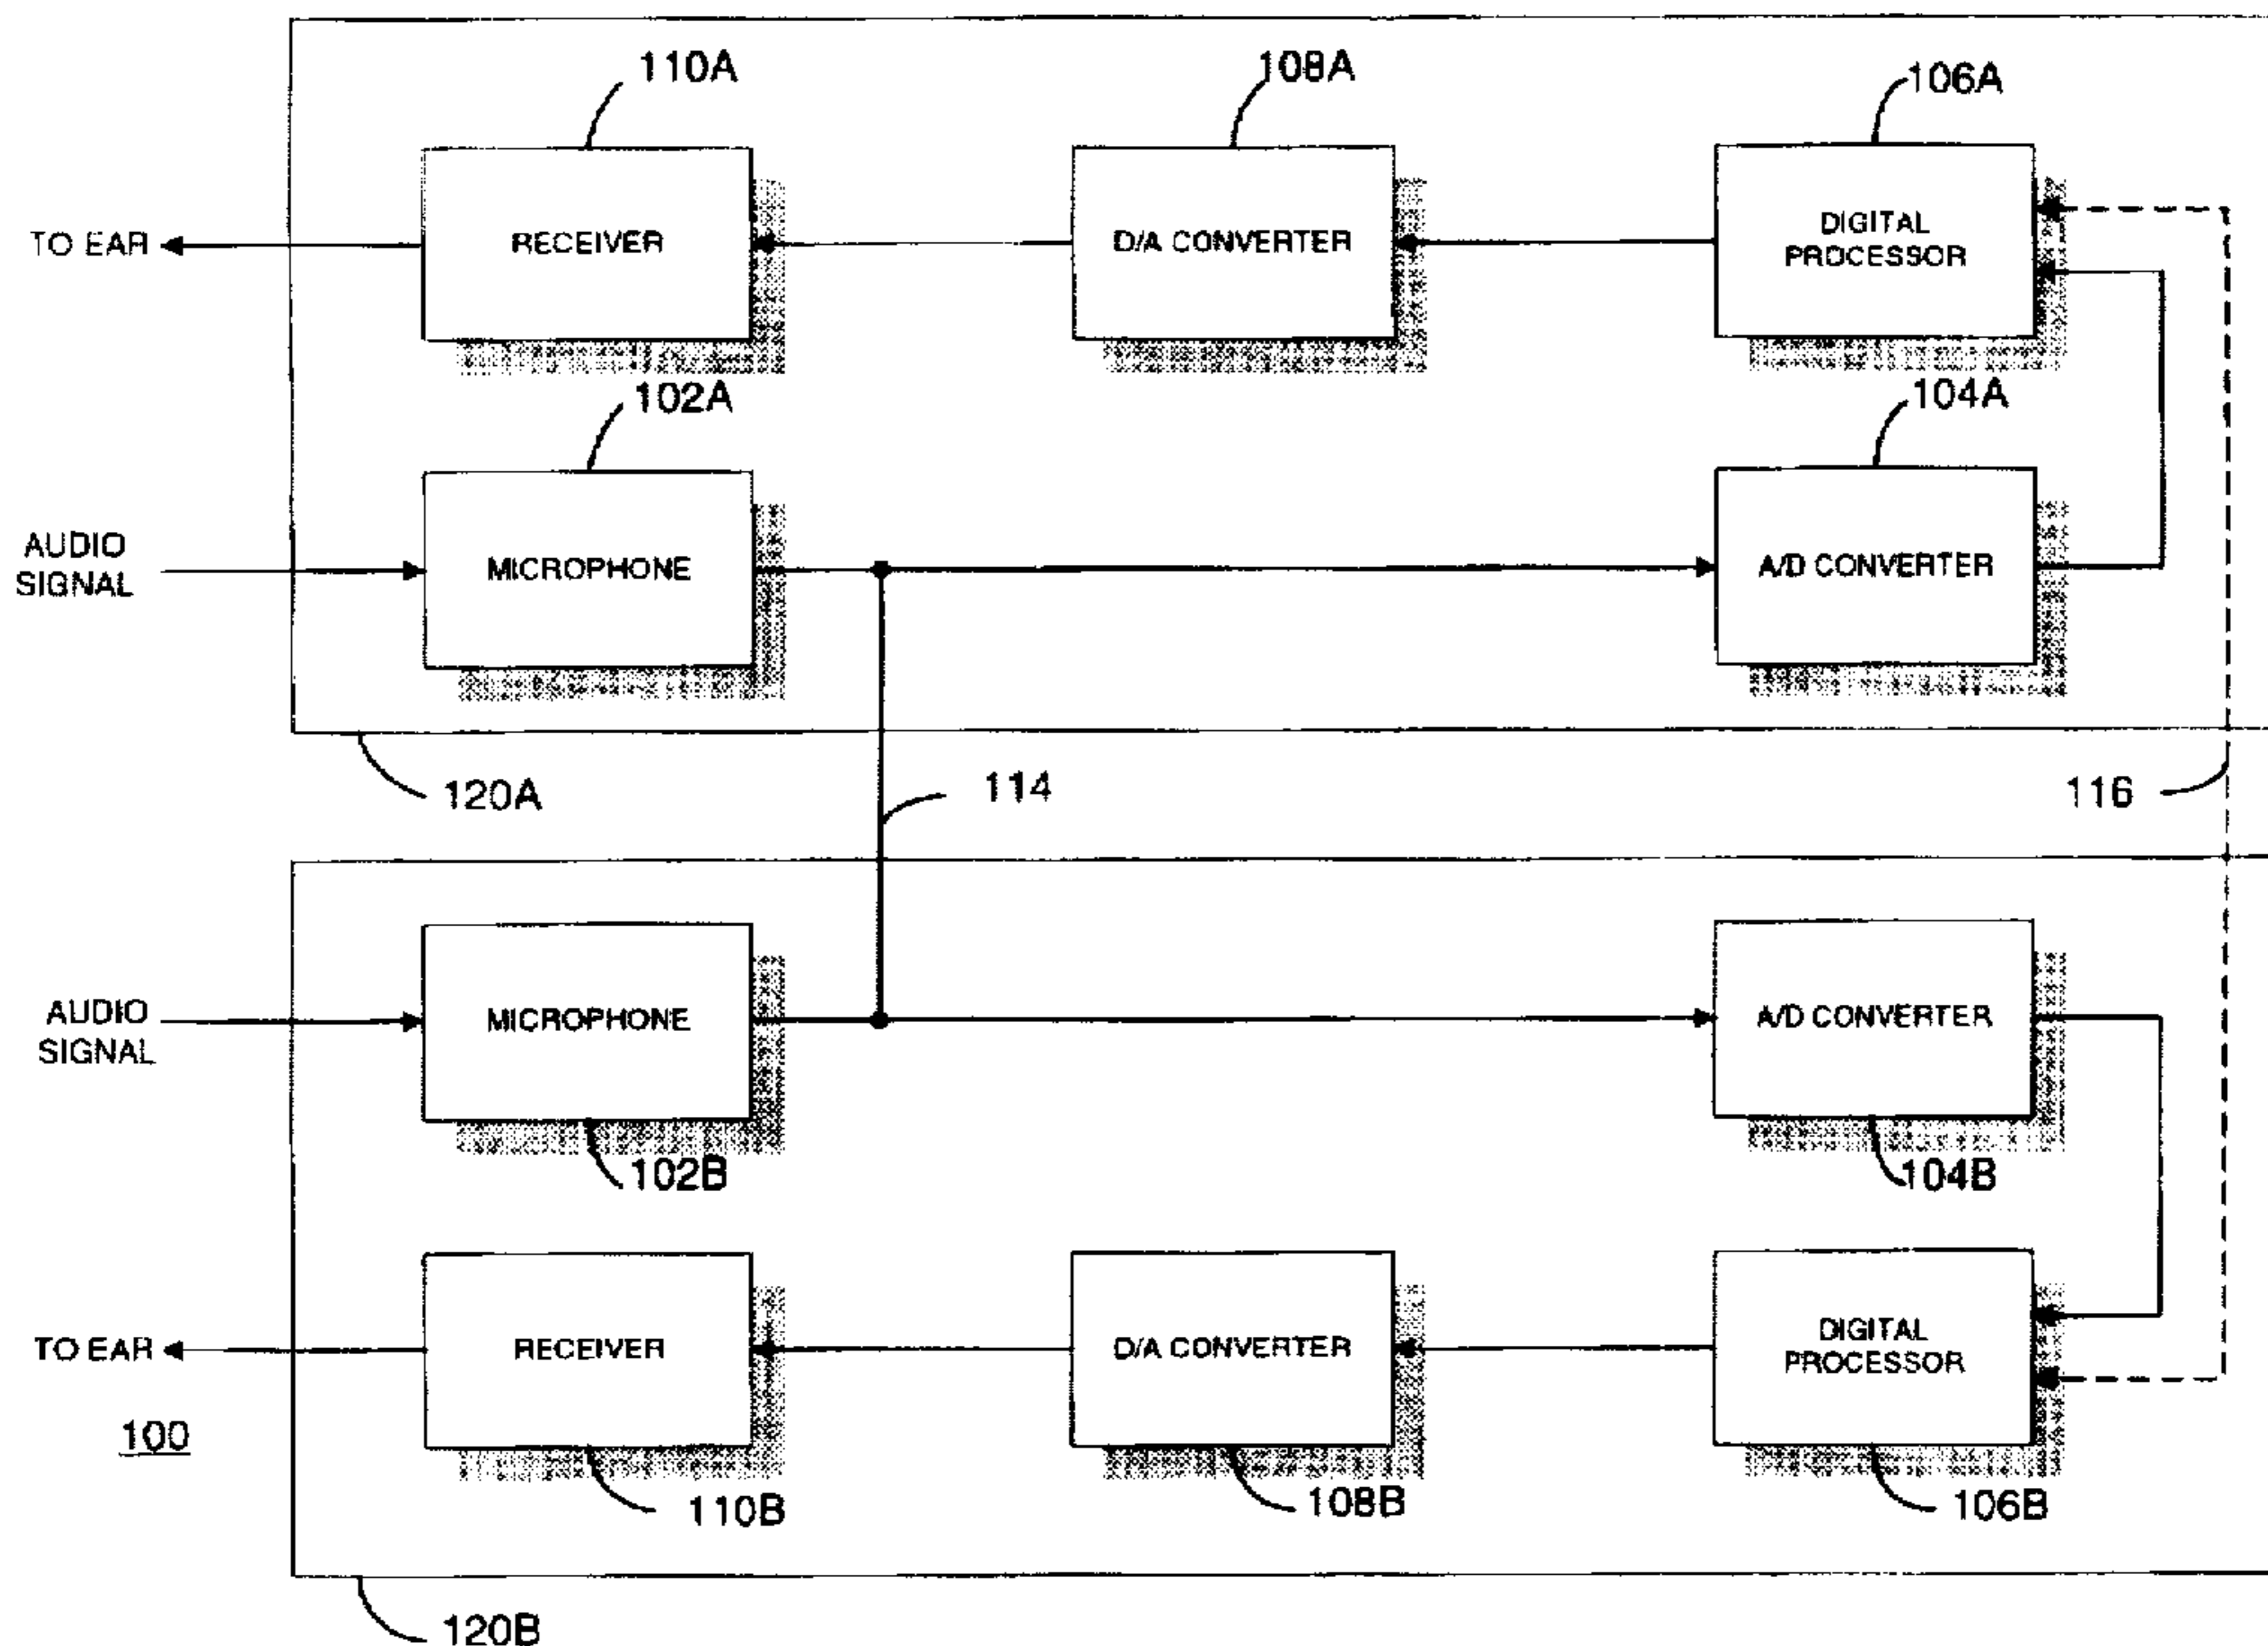 110A
108A
106A
TO EAR
RECEIVER
D/A CONVERTER
DIGITAL
PROCESSOR
102A
104A
AUDIO
SIGNAL
MICROPHONE
A/D CONVERTER
120A
114
116
AUDIO
SIGNAL
MICROPHONE
A/D CONVERTER
102B
104B
TO EAR
RECEIVER
D/A CONVERTER
DIGITAL
PROCESSOR
100
110B
108B
106B
120B